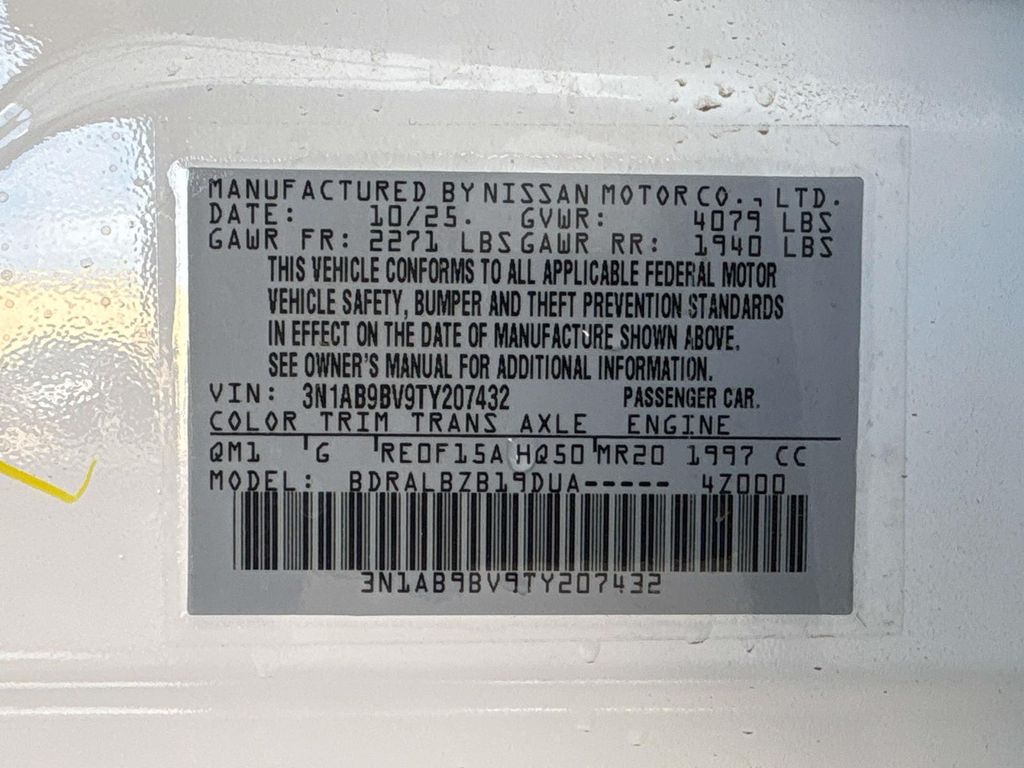 MANUFACTURED BY NISSAN MOTOR CO., LTD.
DATE: 10/25. GVWR: 4079 LBS
GAWR FR: 2271 LBS GAWR RR: 1940 LBS
THIS VEHICLE CONFORMS TO ALL APPLICABLE FEDERAL MOTOR
VEHICLE SAFETY, BUMPER AND THEFT PREVENTION STANDARDS
IN EFFECT ON THE DATE OF MANUFACTURE SHOWN ABOVE.
SEE OWNER'S MANUAL FOR ADDITIONAL INFORMATION.
VIN: 3N1AB9BV9TY207432 PASSENGER CAR.
COLOR TRIM TRANS AXLE ENGINE
QM1 G RE0F15A HQ50 MR20 1997 CC
MODEL: BDRALBZB19DUA----- 4Z000
3N1AB9BV9TY207432